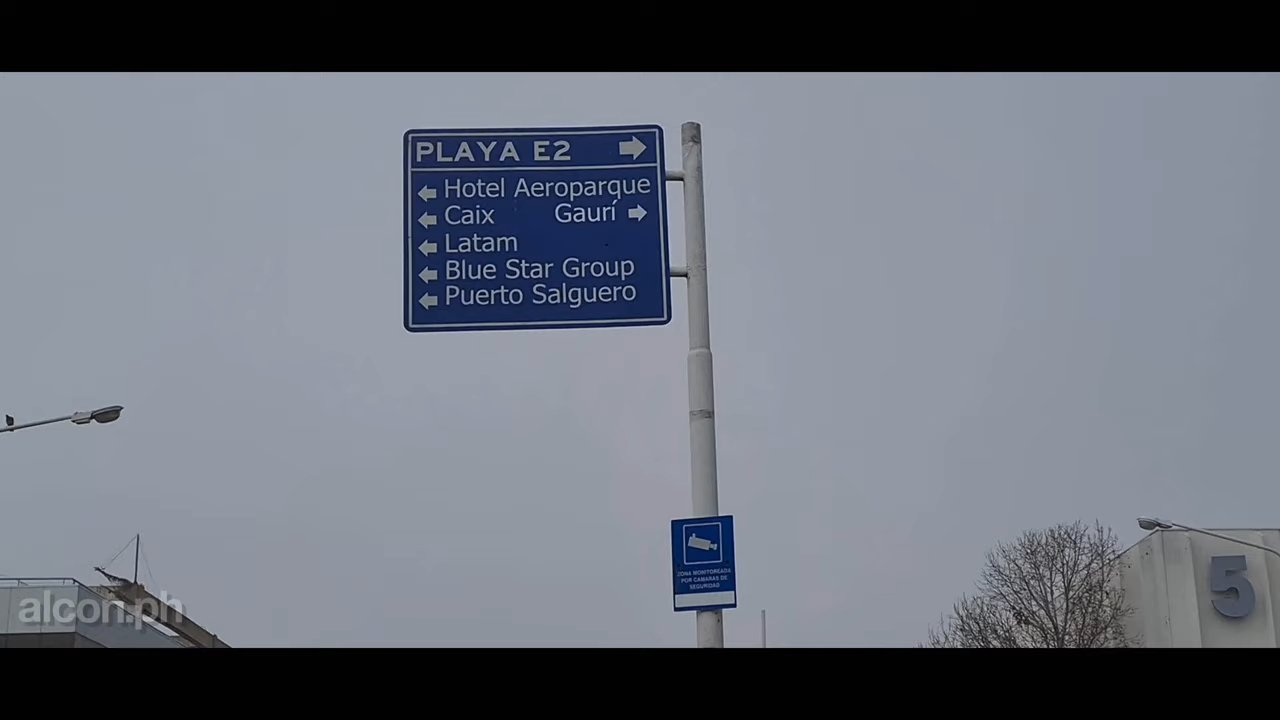 PLAYA E2
Hotel Aeroparque
Caix Gaurí
Latam
Blue Star Group
Puerto Salguero
ZONA MONITOREADA
POR CAMARAS DE
SEGURIDAD
5
alcon.ph